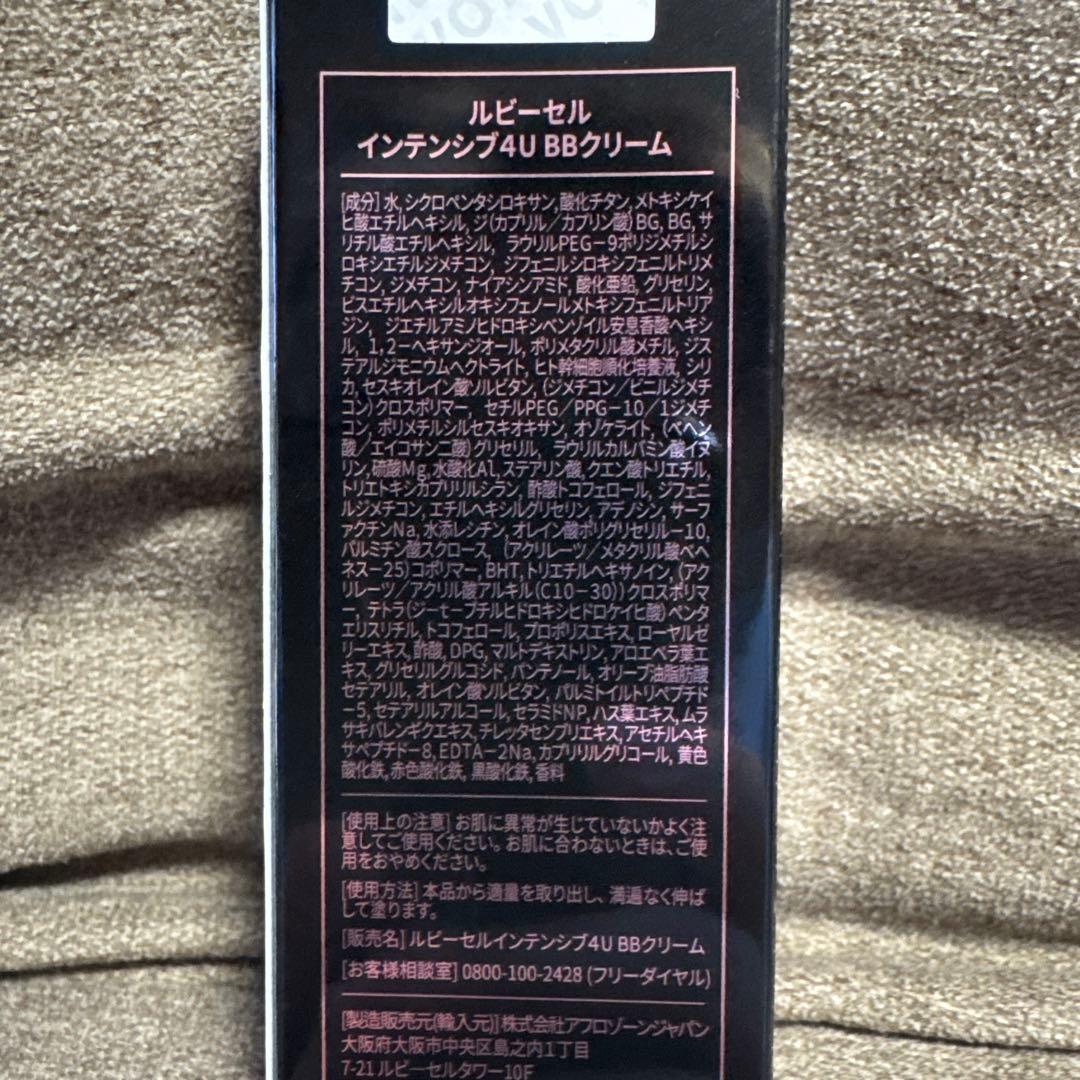 ルビーセル
インテンシブ4U BBクリーム
[成分] 水, シクロペンタシロキサン, 酸化チタン, メトキシケイ
ヒ酸エチルヘキシル, ジ(カプリル/カプリン酸)BG, BG, サ
リチル酸エチルヘキシル, ラウリルPEG-9ポリジメチルシ
ロキシエチルジメチコン, ジフェニルシロキシフェニルトリメ
チコン, ジメチコン, ナイアシンアミド, 酸化亜鉛, グリセリン,
ビスエチルヘキシルオキシフェノールメトキシフェニルトリア
ジン, ジエチルアミノヒドロキシベンゾイル安息香酸ヘキシ
ル, 1,2-ヘキサンジオール, ポリメタクリル酸メチル, ジス
テアルジモニウムヘクトライト, ヒト幹細胞順化培養液, シリ
カ, セスキオレイン酸ソルビタン, (ジメチコン/ビニルジメチ
コン)クロスポリマー, セチルPEG/PPG-10/1ジメチ
コン, ポリメチルシルセスキオキサン, オゾケライト, (ベヘン
酸/エイコサン二酸)グリセリル, ラウリルカルバミン酸イヌ
リン, 硫酸Mg, 水酸化Al, ステアリン酸, クエン酸トリエチル,
トリエトキシカプリリルシラン, 酢酸トコフェロール, ジフェニ
ルジメチコン, エチルヘキシルグリセリン, アデノシン, サーフ
ァクチンNa, 水添レシチン, オレイン酸ポリグリセリル-10,
パルミチン酸スクロース, (アクリレーツ/メタクリル酸ベヘ
ネス-25)コポリマー, BHT, トリエチルヘキサノイン, (アク
リレーツ/アクリル酸アルキル(C10-30))クロスポリマ
ー, テトラ(ジ-t-ブチルヒドロキシヒドロケイヒ酸)ペンタ
エリスリチル, トコフェロール, プロポリスエキス, ローヤルゼ
リーエキス, 酢酸, DPG, マルトデキストリン, アロエベラ葉エ
キス, グリセリルグルコシド, パンテノール, オリーブ油脂肪酸
セテアリル, オレイン酸ソルビタン, パルミトイルトリペプチド
-5, セテアリルアルコール, セラミドNP, ハス葉エキス, ムラ
サキバレンギクエキス, チレッタセンブリエキス, アセチルヘキ
サペプチド-8, EDTA-2Na, カプリリルグリコール, 黄色
酸化鉄, 赤色酸化鉄, 黒酸化鉄, 香料
[使用上の注意] お肌に異常が生じていないかよく注
意してご使用ください。お肌に合わないときは、ご使
用をおやめください。
[使用方法] 本品から適量を取り出し、満遍なく伸ば
して塗ります。
[販売名] ルビーセルインテンシブ4U BBクリーム
[お客様相談室] 0800-100-2428 (フリーダイヤル)
[製造販売元(輸入元)] 株式会社アフロゾーンジャパン
大阪府大阪市中央区島之内1丁目
7-21 ルビーセルタワー10F